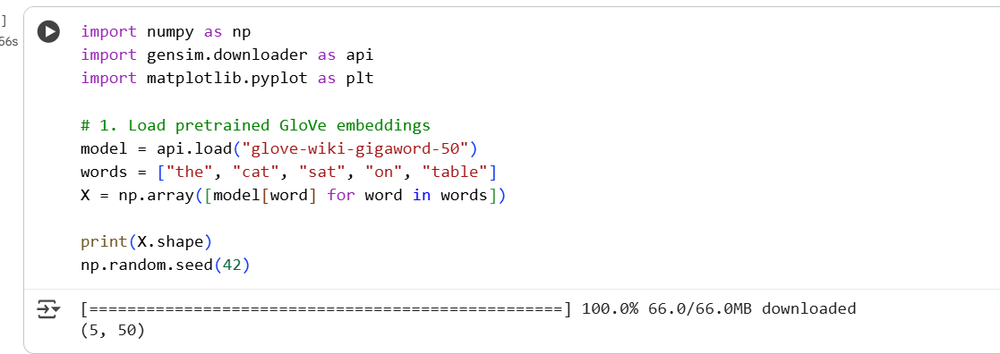 ]
56s
import numpy as np
import gensim.downloader as api
import matplotlib.pyplot as plt
# 1. Load pretrained GloVe embeddings
model = api.load("glove-wiki-gigaword-50")
words = ["the", "cat", "sat", "on", "table"]
X = np.array([model[word] for word in words])
print(X.shape)
np.random.seed(42)
[==================================================] 100.0% 66.0/66.0MB downloaded
(5, 50)